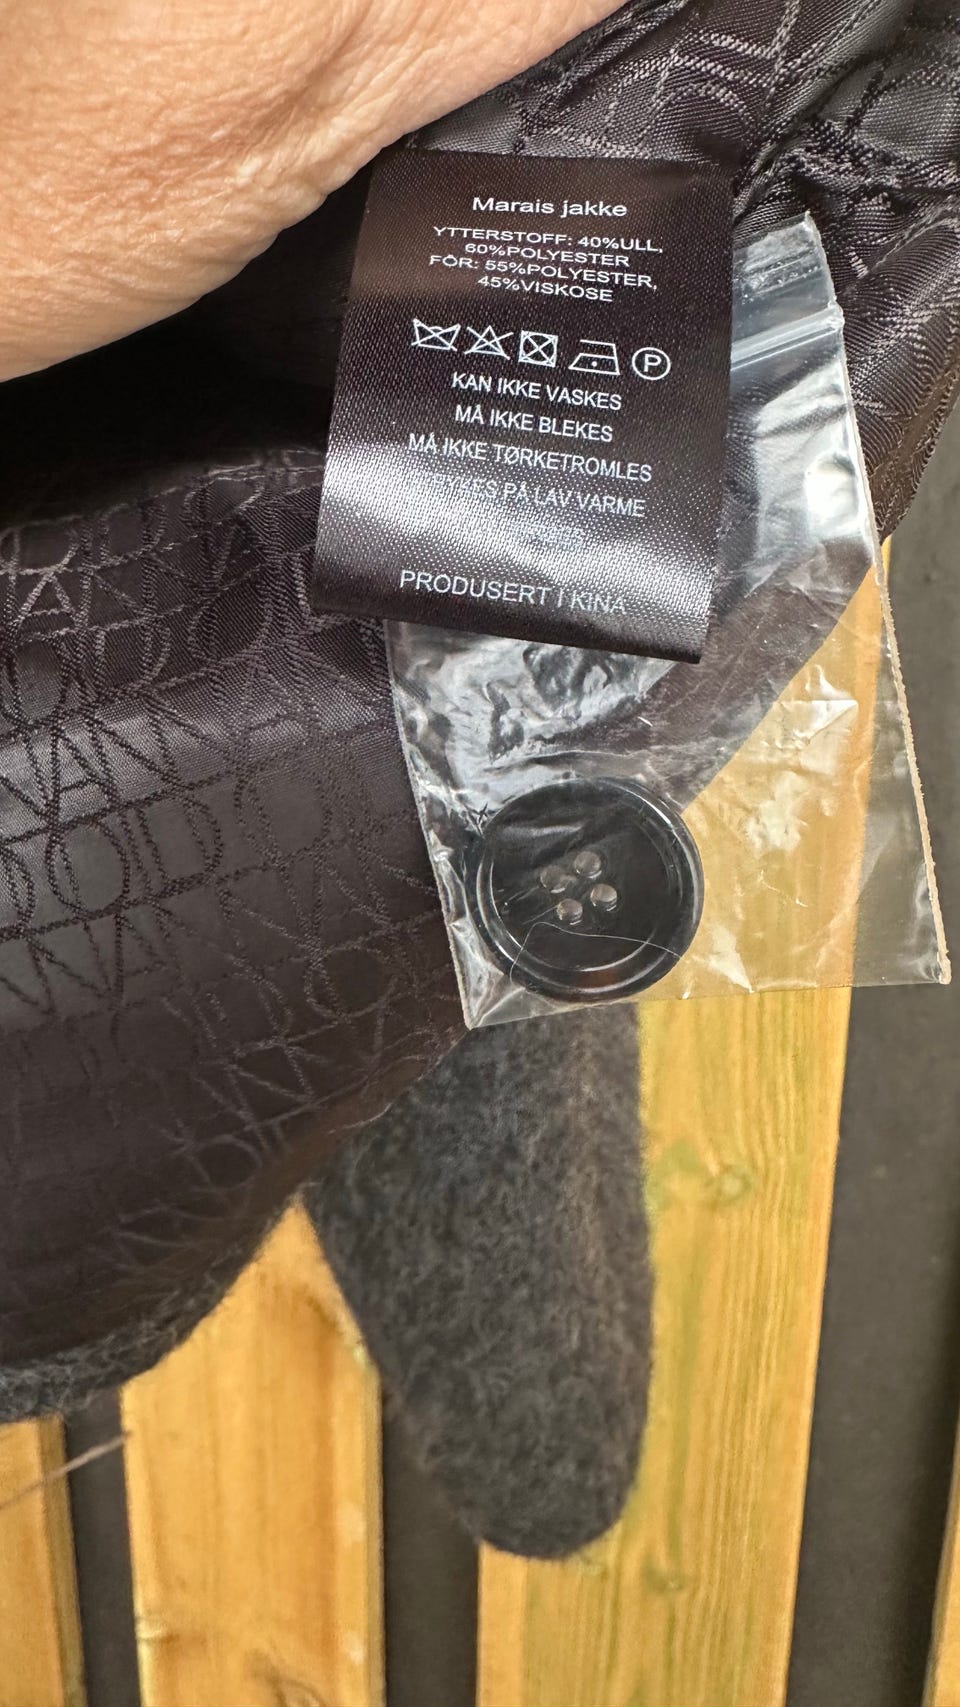 Marais jakke
YTTERSTOFF: 40%ULL,
60%POLYESTER
FÔR: 55%POLYESTER,
45%VISKOSE
P
KAN IKKE VASKES
MÅ IKKE BLEKES
MÅ IKKE TØRKETROMLES
PÅ LAV VARME
PRODUSERT I KINA